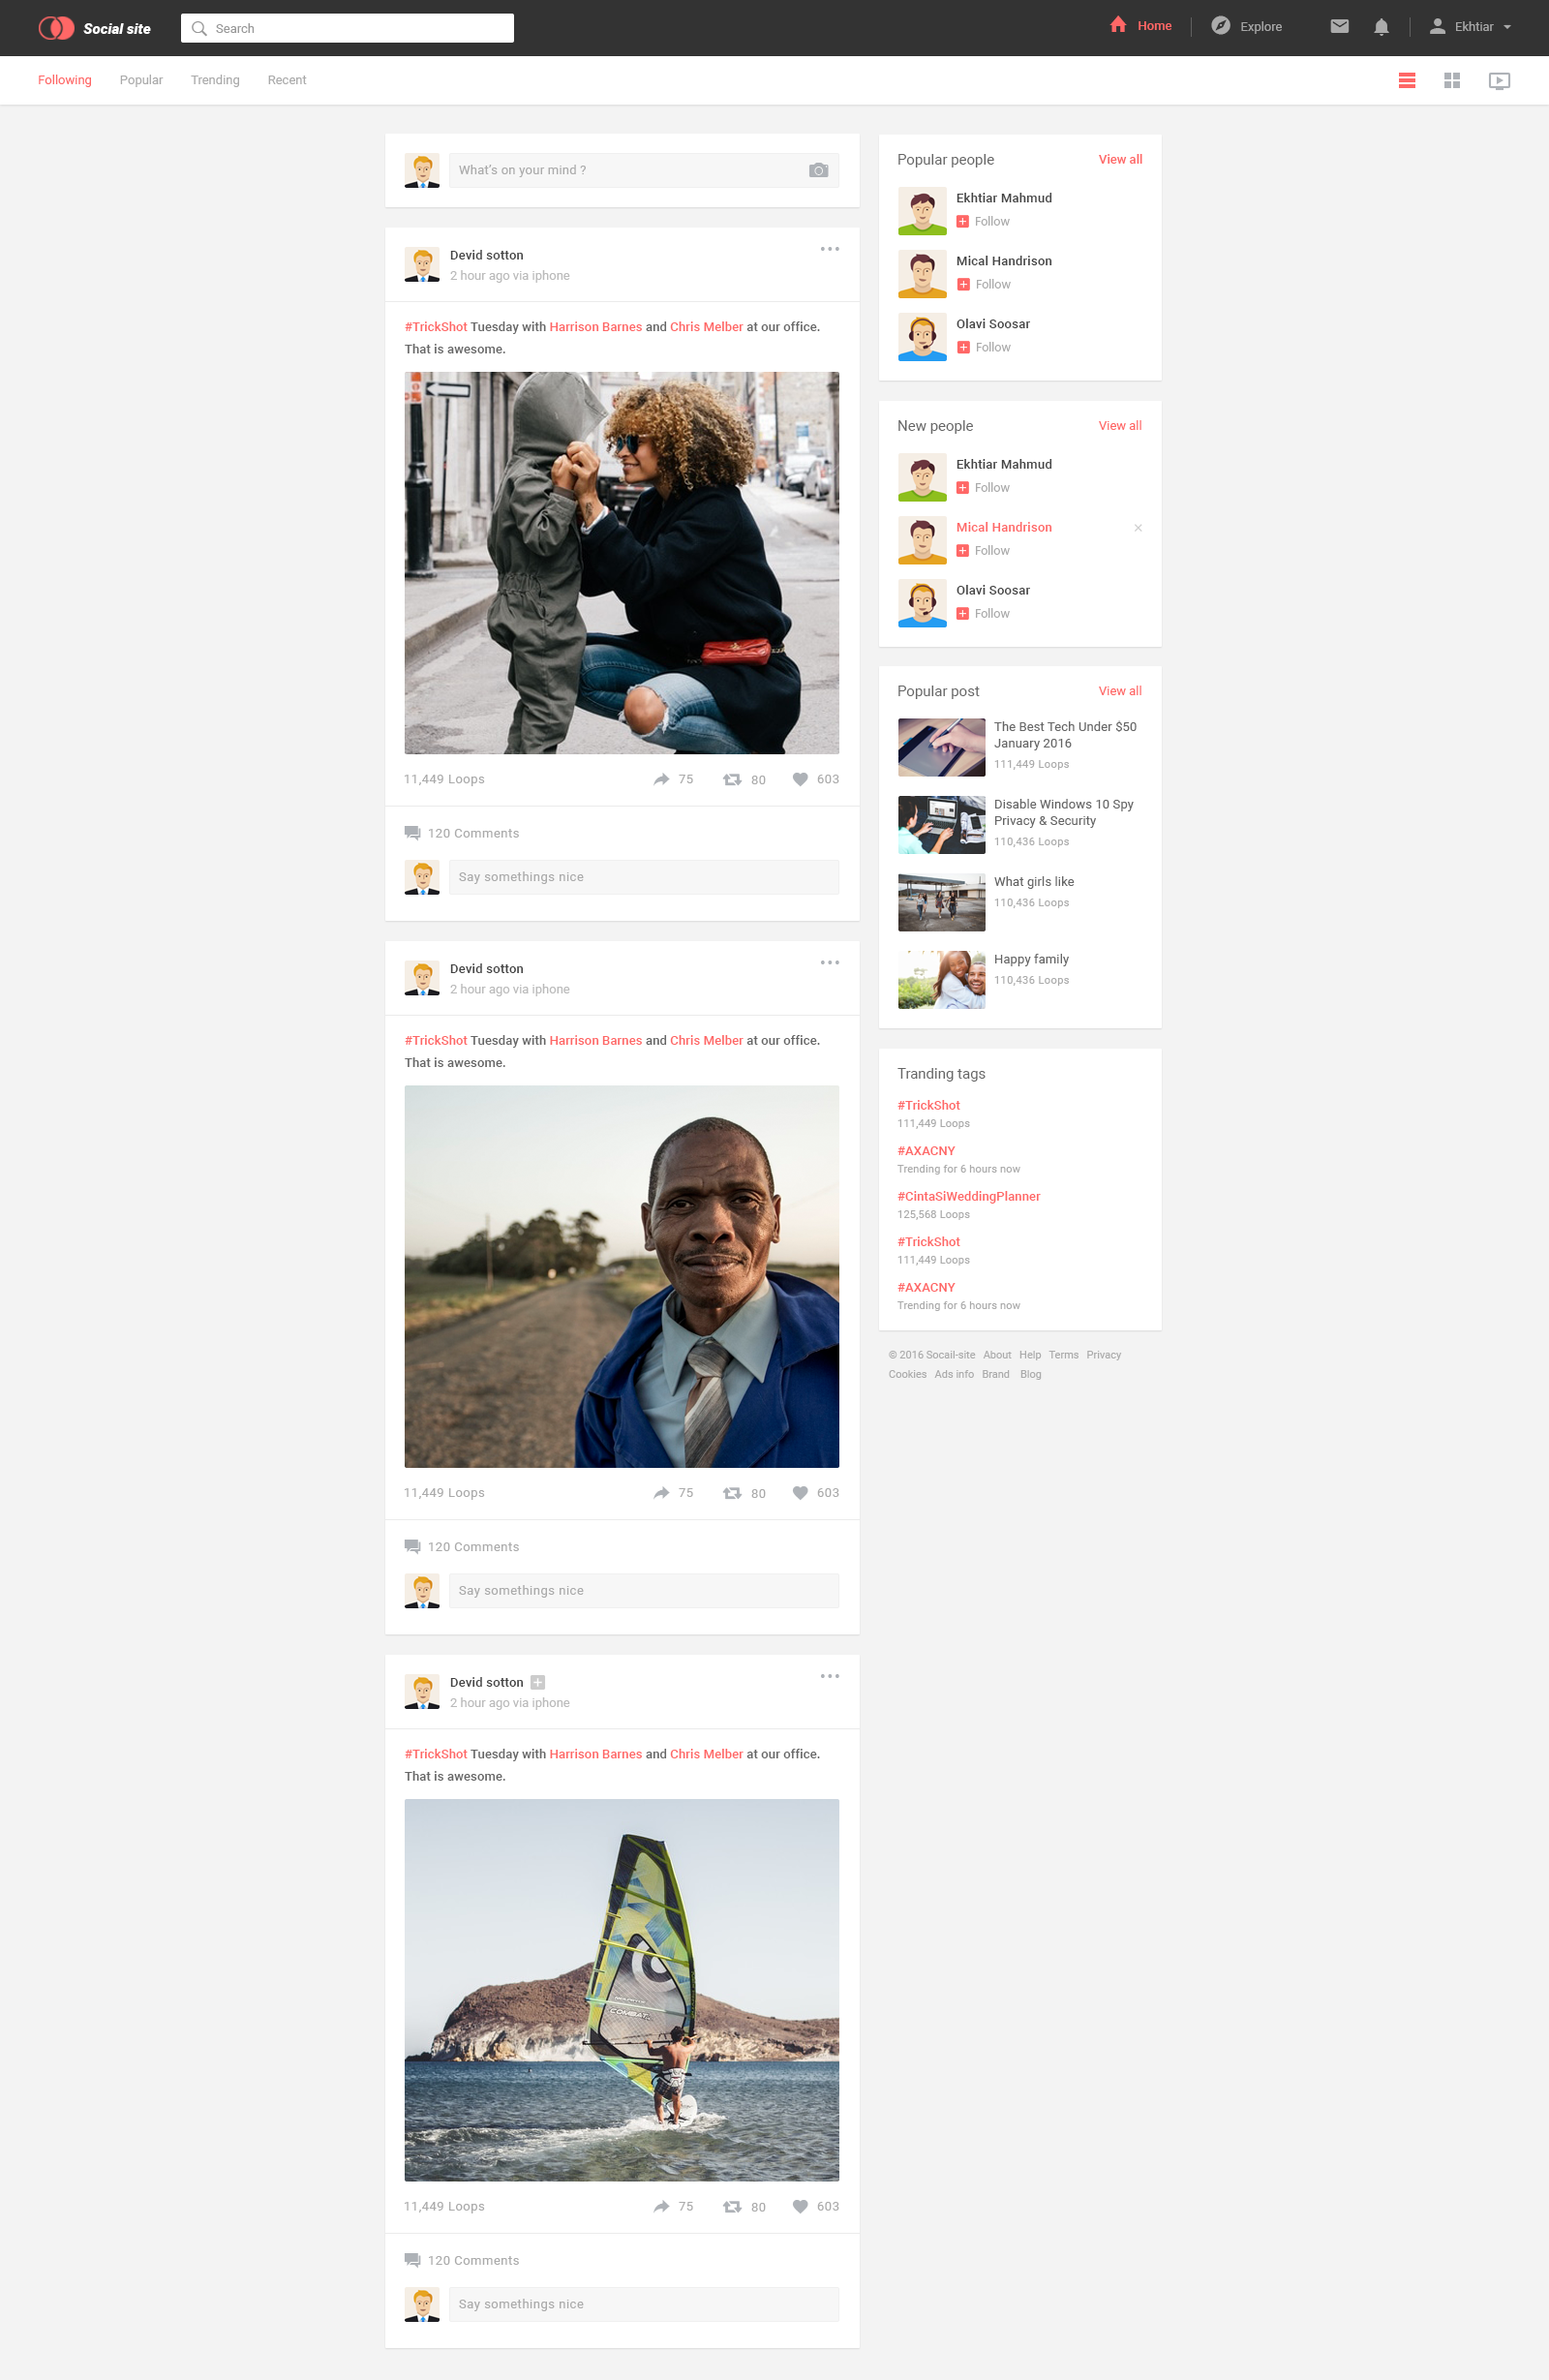 Social site
Search
Home
Explore
Ekhtiar
Following
Popular
Trending
Recent
What's on your mind ?
Devid sotton
2 hour ago via iphone
#TrickShot Tuesday with Harrison Barnes and Chris Melber at our office.
That is awesome.
11,449 Loops
75
80
603
120 Comments
Say somethings nice
Devid sotton
2 hour ago via iphone
#TrickShot Tuesday with Harrison Barnes and Chris Melber at our office.
That is awesome.
11,449 Loops
75
80
603
120 Comments
Say somethings nice
Devid sotton
2 hour ago via iphone
#TrickShot Tuesday with Harrison Barnes and Chris Melber at our office.
That is awesome.
COMBAT
11,449 Loops
75
80
603
120 Comments
Say somethings nice
Popular people
View all
Ekhtiar Mahmud
Follow
Mical Handrison
Follow
Olavi Soosar
Follow
New people
View all
Ekhtiar Mahmud
Follow
Mical Handrison
Follow
Olavi Soosar
Follow
Popular post
View all
The Best Tech Under $50
January 2016
111,449 Loops
Disable Windows 10 Spy
Privacy & Security
110,436 Loops
What girls like
110,436 Loops
Happy family
110,436 Loops
Tranding tags
#TrickShot
111,449 Loops
#AXACNY
Trending for 6 hours now
#CintaSiWeddingPlanner
125,568 Loops
#TrickShot
111,449 Loops
#AXACNY
Trending for 6 hours now
© 2016 Socail-site About Help Terms Privacy
Cookies Ads info Brand Blog